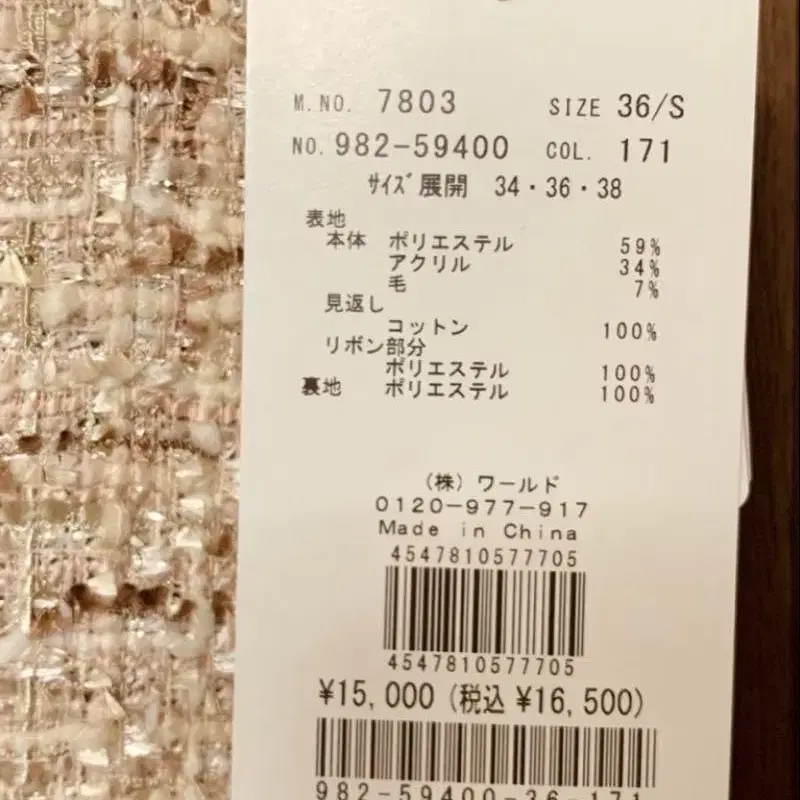 M.NO. 7803 SIZE 36/S
NO. 982-59400 COL. 171
ｻｲｽﾞ展開 34・36・38
表地
本体 ポリエステル 59%
アクリル 34%
毛 7%
見返し
コットン 100%
リボン部分
ポリエステル 100%
裏地 ポリエステル 100%
(株) ワールド
0120-977-917
Made in China
4547810577705
4547810577705
¥15,000 (税込 ¥16,500)
982-59400-36-171